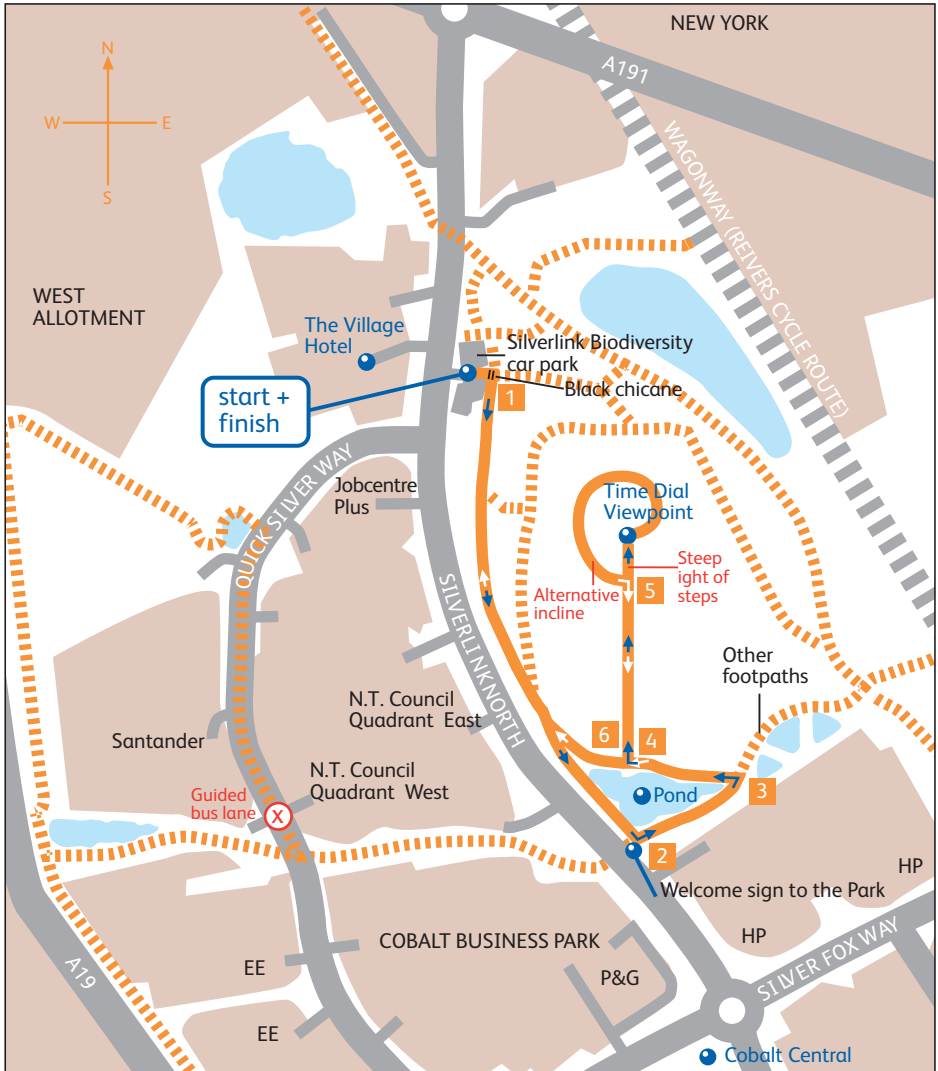 NEW YORK
A191
N
W
E
S
WAGONWAY (REIVERS CYCLE ROUTE)
WEST
ALLOTMENT
The Village
Hotel
Silverlink Biodiversity
car park
Black chicane
start +
finish
1
QUICK SILVER WAY
Jobcentre
Plus
Time Dial
Viewpoint
Steep
ight of
steps
Alternative
incline
5
SILVERLINK NORTH
Other
footpaths
N.T. Council
Quadrant East
Santander
6
4
N.T. Council
Quadrant West
Guided
bus lane
X
Pond
3
2
Welcome sign to the Park
HP
HP
COBALT BUSINESS PARK
SILVER FOX WAY
A19
EE
P&G
EE
Cobalt Central